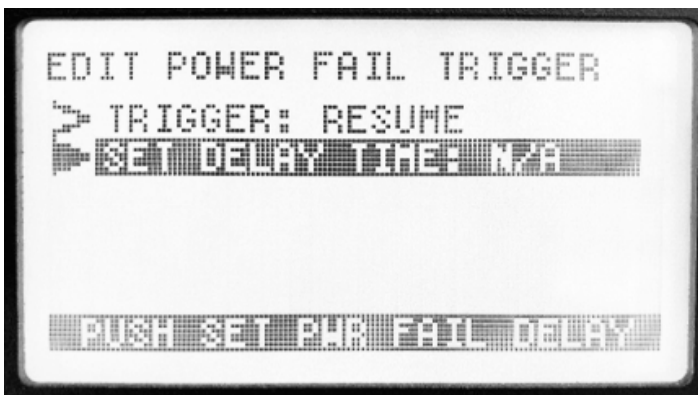 EDIT POWER FAIL TRIGGER
TRIGGER: RESUME
SET DELAY TIME: N/A
PUSH SET PWR FAIL DELAY